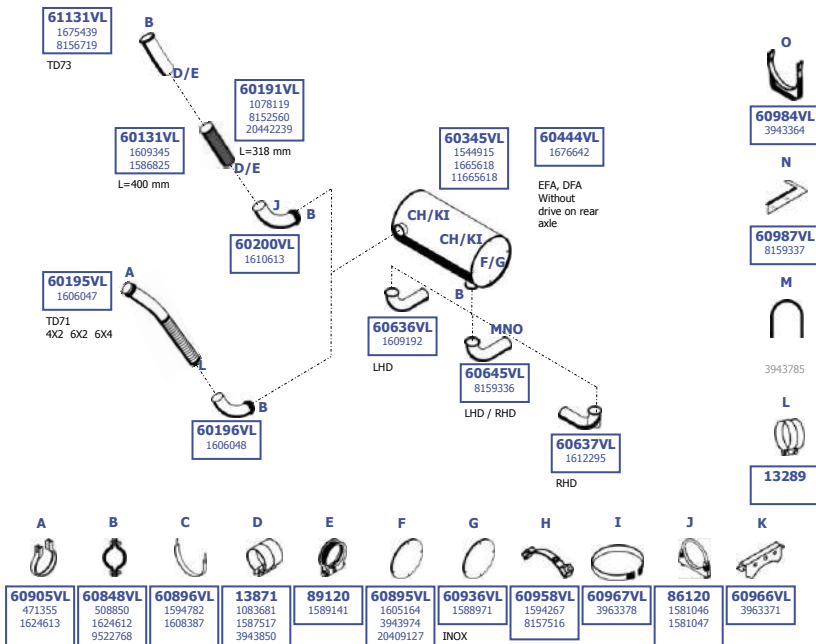 61131VL
1675439
8156719
TD73
B
D/E
60191VL
1078119
8152560
20442239
L=318 mm
60131VL
1609345
1586825
L=400 mm
D/E
J
B
60200VL
1610613
60195VL
1606047
TD71
4X2 6X2 6X4
A
L
B
60196VL
1606048
60345VL
1544915
1665618
11665618
60444VL
1676642
EFA, DFA
Without
drive on rear
axle
CH/KI
CH/KI
F/G
B
60636VL
1609192
LHD
MNO
60645VL
8159336
LHD / RHD
60637VL
1612295
RHD
O
60984VL
3943364
N
60987VL
8159337
M
3943785
L
13289
A B C D E F G H I J K
60905VL
471355
1624613
60848VL
508850
1624612
9522768
60896VL
1594782
1608387
13871
1083681
1587517
3943850
89120
1589141
60895VL
1605164
3943974
20409127
60936VL
1588971
INOX
60958VL
1594267
8157516
60967VL
3963378
86120
1581046
1581047
60966VL
3963371